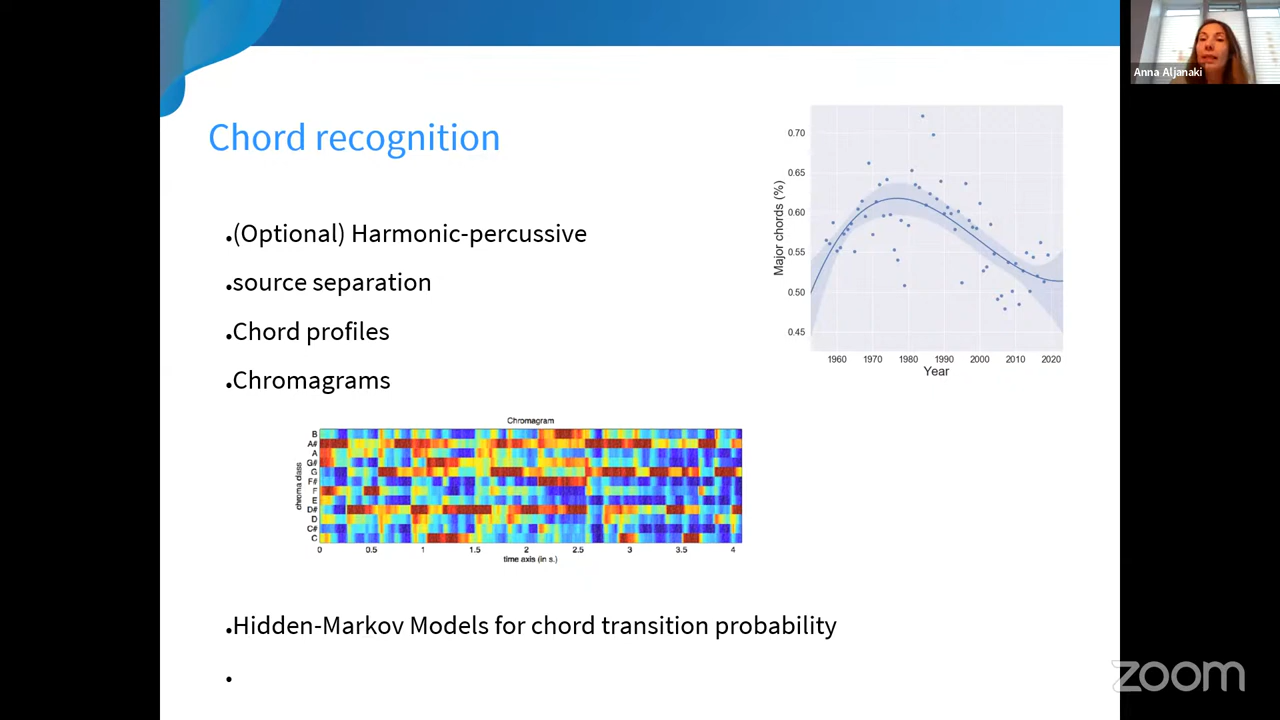 Anna Aljanaki
Chord recognition
.(Optional) Harmonic-percussive
.source separation
.Chord profiles
.Chromagrams
0.70
0.65
0.60
0.55
0.50
0.45
Major chords (%)
1960 1970 1980 1990 2000 2010 2020
Year
Chromagram
B
A#
A
G#
G
F#
F
E
D#
D
C#
C
chroma class
0 0.5 1 1.5 2 2.5 3 3.5 4
time axis (in s.)
.Hidden-Markov Models for chord transition probability
.
zoom